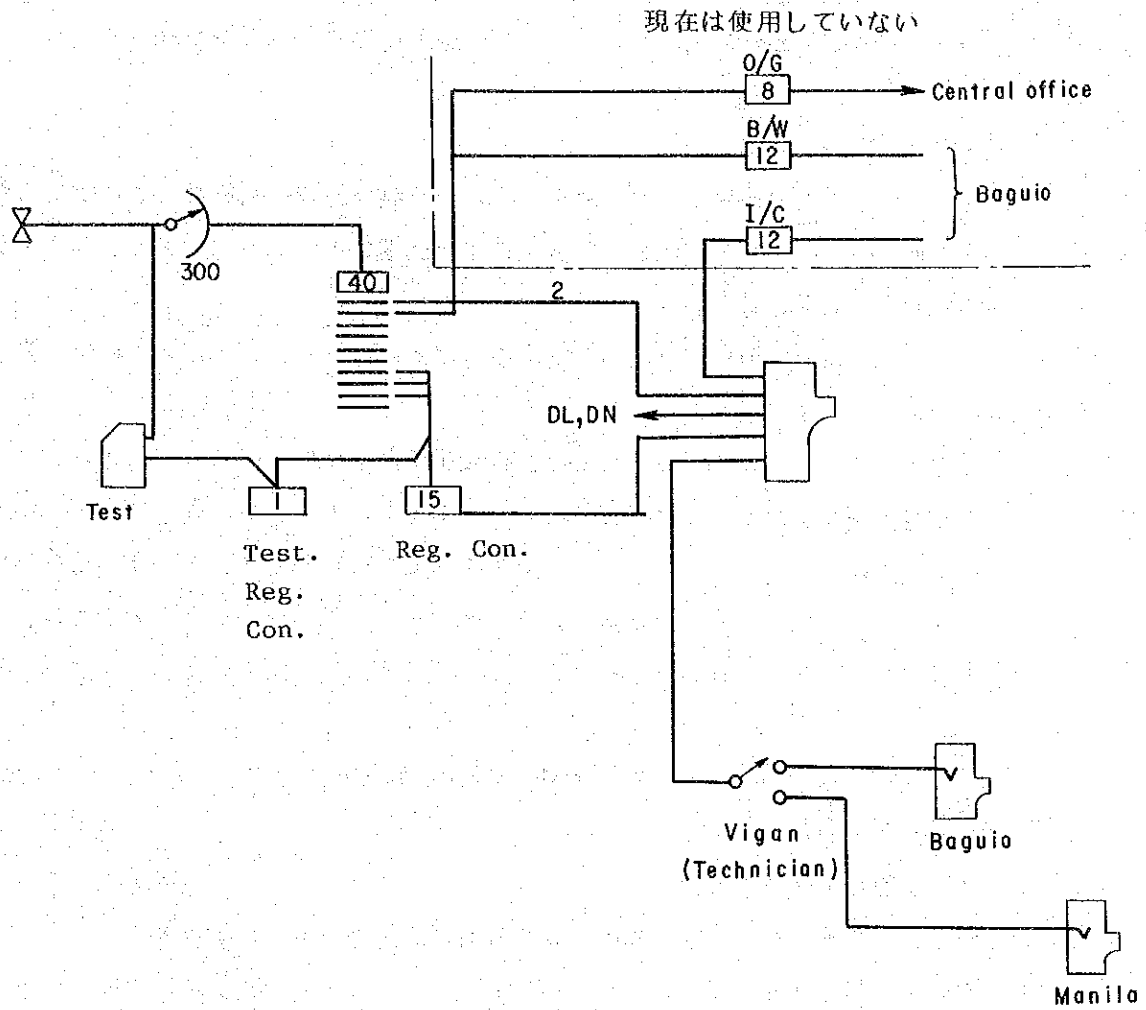 現在は使用していない
O/G
8
Central office
B/W
12
Baguio
I/C
12
300
40
2
DL,DN
Test
1
15
Test.
Reg.
Con.
Reg. Con.
Vigan
(Technician)
Baguio
Manila